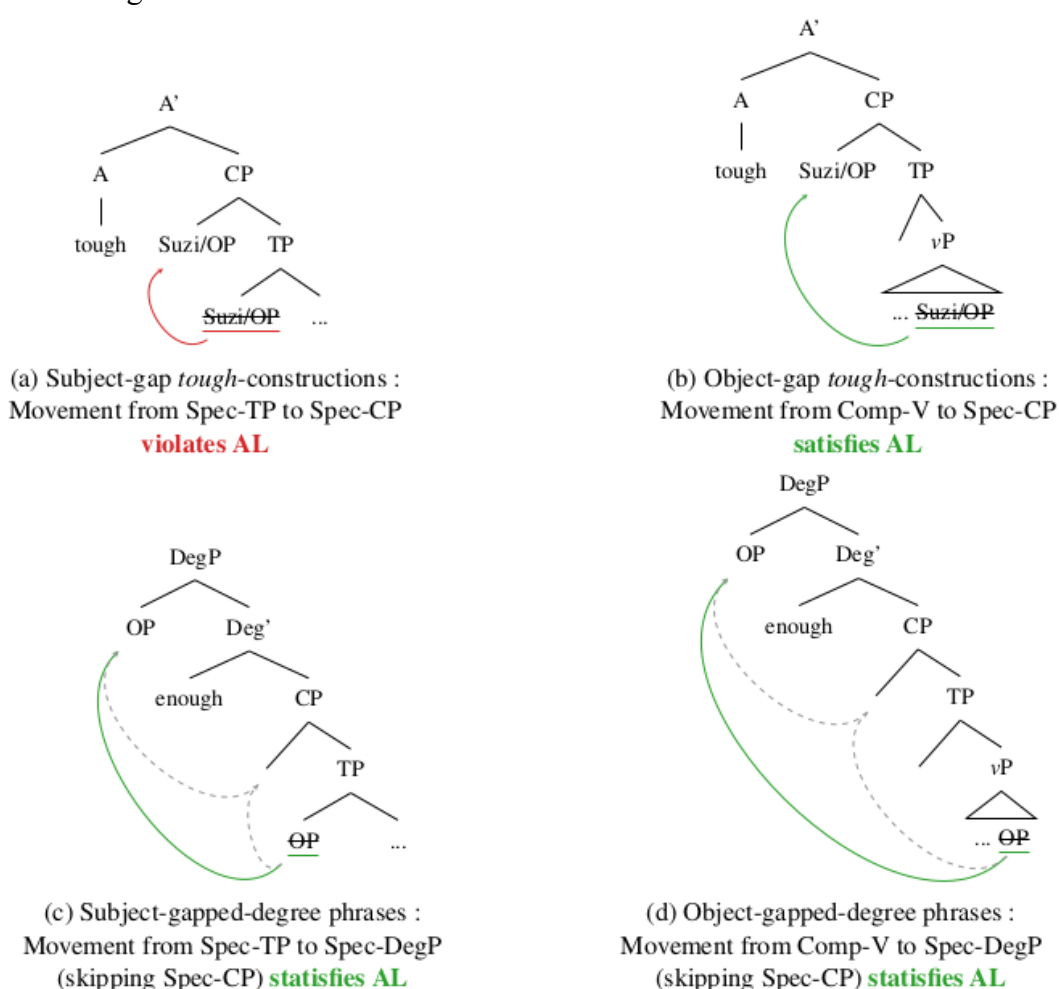 A'
A CP
tough Suzi/OP TP
Suzi/OP ...
(a) Subject-gap tough-constructions :
Movement from Spec-TP to Spec-CP
violates AL
A'
A CP
tough Suzi/OP TP
vP
... Suzi/OP
(b) Object-gap tough-constructions :
Movement from Comp-V to Spec-CP
satisfies AL
DegP
OP Deg'
enough CP
TP
OP ...
(c) Subject-gapped-degree phrases :
Movement from Spec-TP to Spec-DegP
(skipping Spec-CP) statisfies AL
DegP
OP Deg'
enough CP
TP
vP
... OP
(d) Object-gapped-degree phrases :
Movement from Comp-V to Spec-DegP
(skipping Spec-CP) statisfies AL